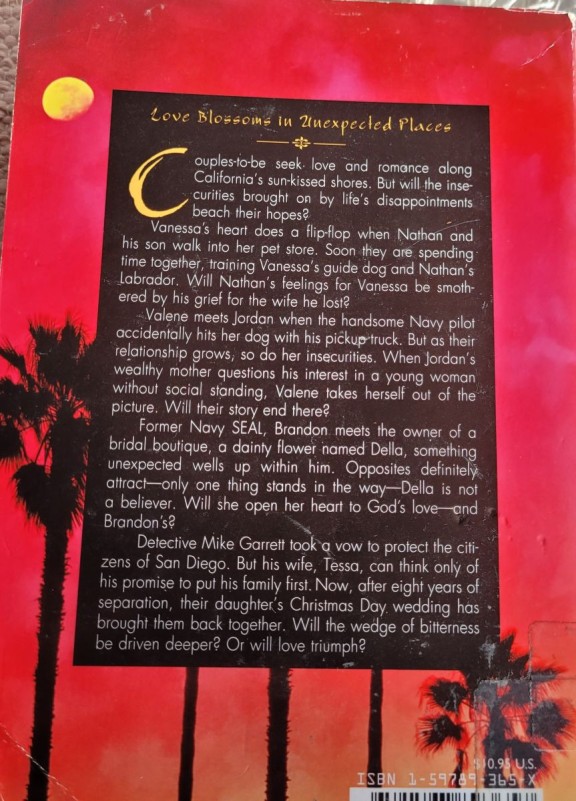 Love Blossoms in Unexpected Places
Couples-to-be seek love and romance along
California's sun-kissed shores. But will the inse-
curities brought on by life's disappointments
beach their hopes?
Vanessa's heart does a flip-flop when Nathan and
his son walk into her pet store. Soon they are spending
time together, training Vanessa's guide dog and Nathan's
Labrador. Will Nathan's feelings for Vanessa be smoth-
ered by his grief for the wife he lost?
Valene meets Jordan when the handsome Navy pilot
accidentally hits her dog with his pickup truck. But as their
relationship grows, so do her insecurities. When Jordan's
wealthy mother questions his interest in a young woman
without social standing, Valene takes herself out of the
picture. Will their story end there?
Former Navy SEAL, Brandon meets the owner of a
bridal boutique, a dainty flower named Della, something
unexpected wells up within him. Opposites definitely
attract—only one thing stands in the way—Della is not
a believer. Will she open her heart to God's love—and
Brandon's?
Detective Mike Garrett took a vow to protect the citi-
zens of San Diego. But his wife, Tessa, can think only of
his promise to put his family first. Now, after eight years of
separation, their daughter's Christmas Day wedding has
brought them back together. Will the wedge of bitterness
be driven deeper? Or will love triumph?
$10.95 U.S.
ISBN 1-59789-365-X